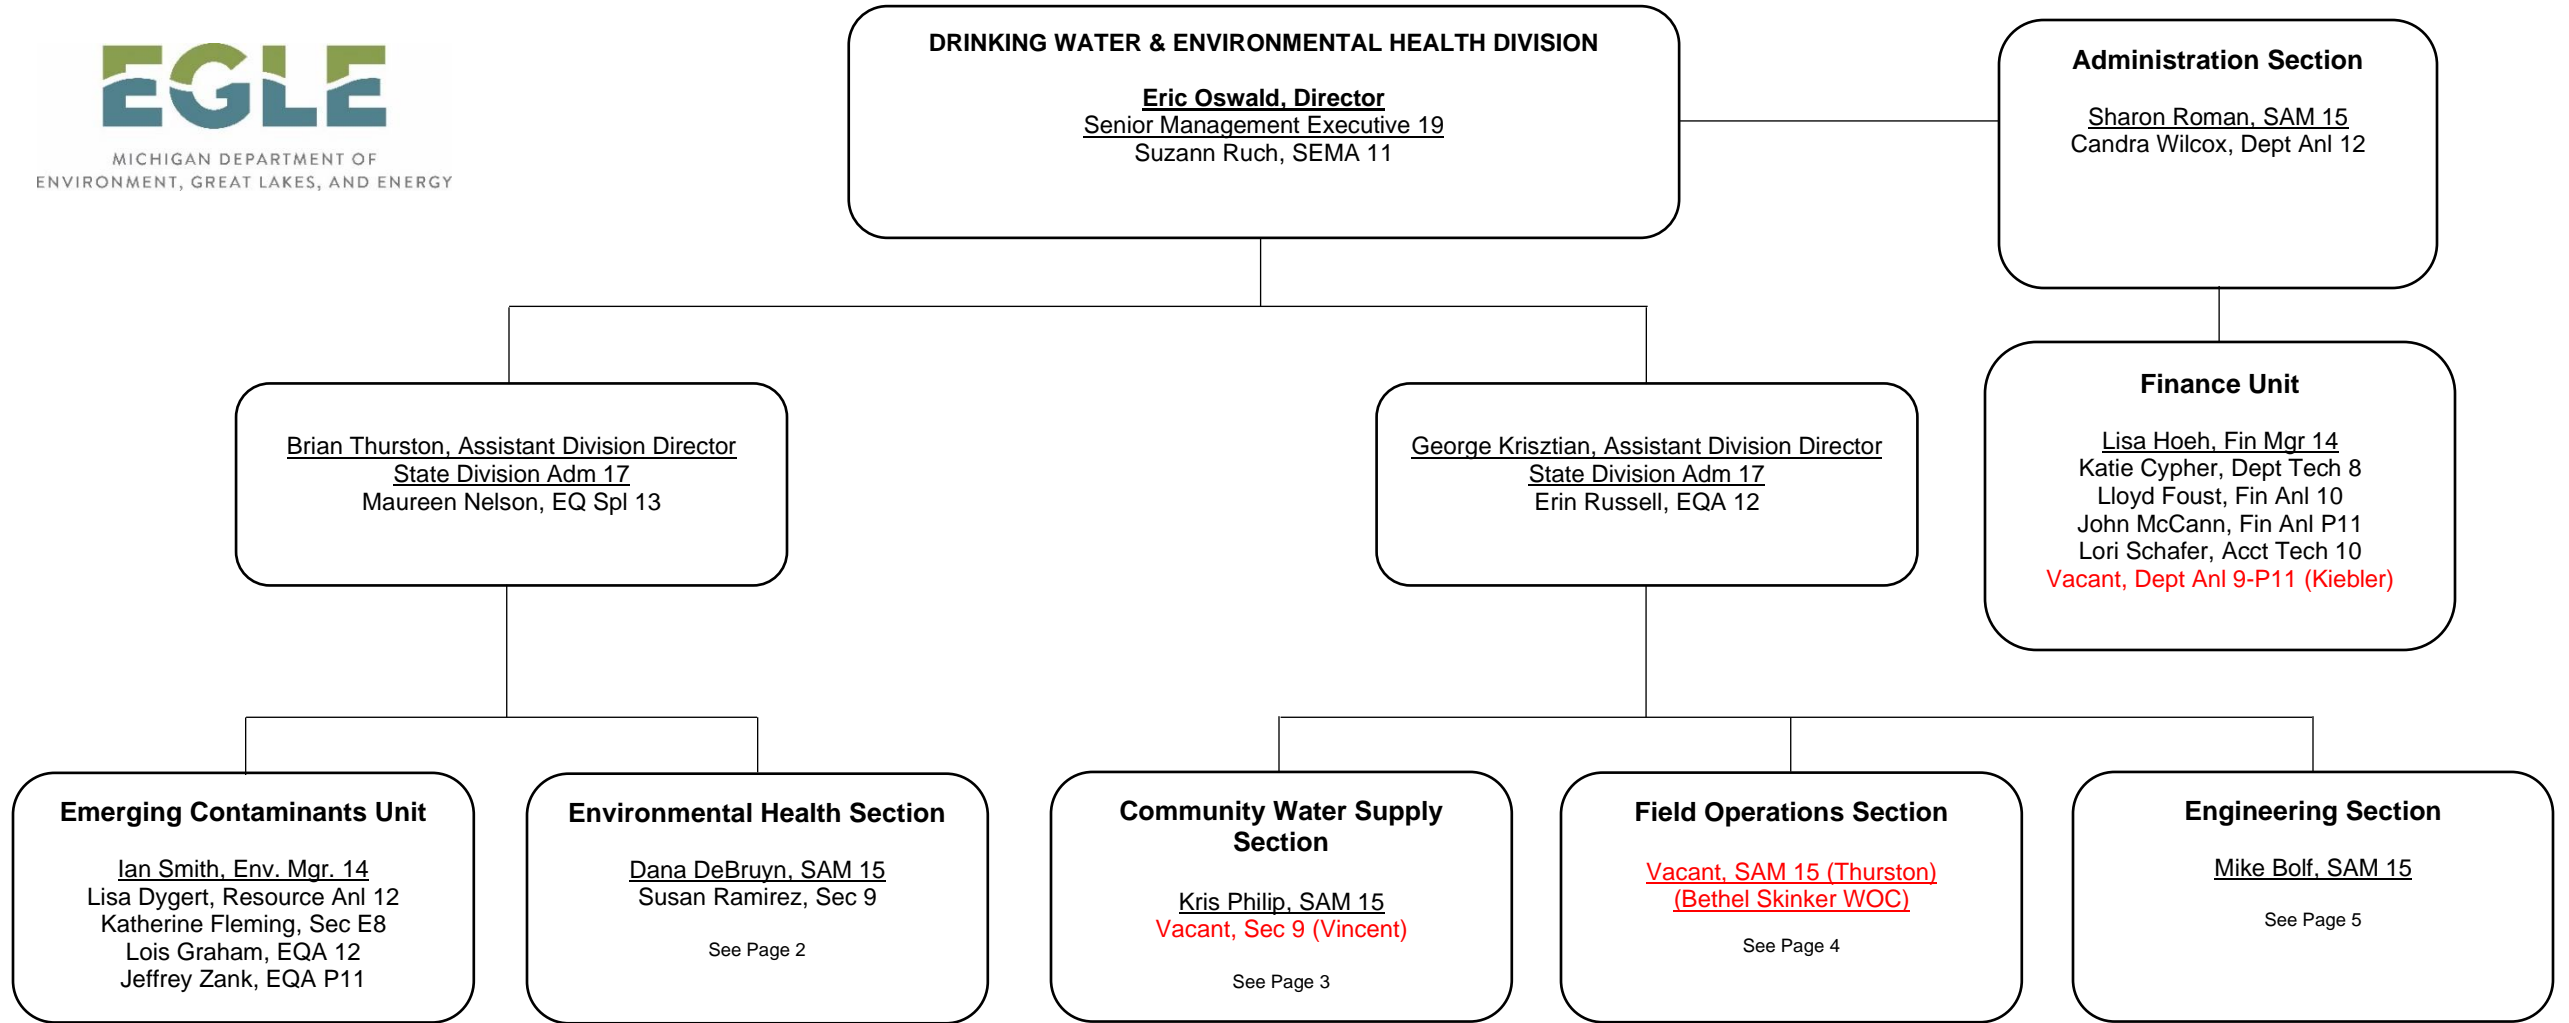 EGLE
MICHIGAN DEPARTMENT OF
ENVIRONMENT, GREAT LAKES, AND ENERGY
DRINKING WATER & ENVIRONMENTAL HEALTH DIVISION
Eric Oswald, Director
Senior Management Executive 19
Suzann Ruch, SEMA 11
Administration Section
Sharon Roman, SAM 15
Candra Wilcox, Dept Anl 12
Finance Unit
Lisa Hoeh, Fin Mgr 14
Katie Cypher, Dept Tech 8
Lloyd Foust, Fin Anl 10
John McCann, Fin Anl P11
Lori Schafer, Acct Tech 10
Vacant, Dept Anl 9-P11 (Kiebler)
Brian Thurston, Assistant Division Director
State Division Adm 17
Maureen Nelson, EQ Spl 13
George Krisztian, Assistant Division Director
State Division Adm 17
Erin Russell, EQA 12
Emerging Contaminants Unit
Ian Smith, Env. Mgr. 14
Lisa Dygert, Resource Anl 12
Katherine Fleming, Sec E8
Lois Graham, EQA 12
Jeffrey Zank, EQA P11
Environmental Health Section
Dana DeBruyn, SAM 15
Susan Ramirez, Sec 9
See Page 2
Community Water Supply
Section
Kris Philip, SAM 15
Vacant, Sec 9 (Vincent)
See Page 3
Field Operations Section
Vacant, SAM 15 (Thurston)
(Bethel Skinker WOC)
See Page 4
Engineering Section
Mike Bolf, SAM 15
See Page 5